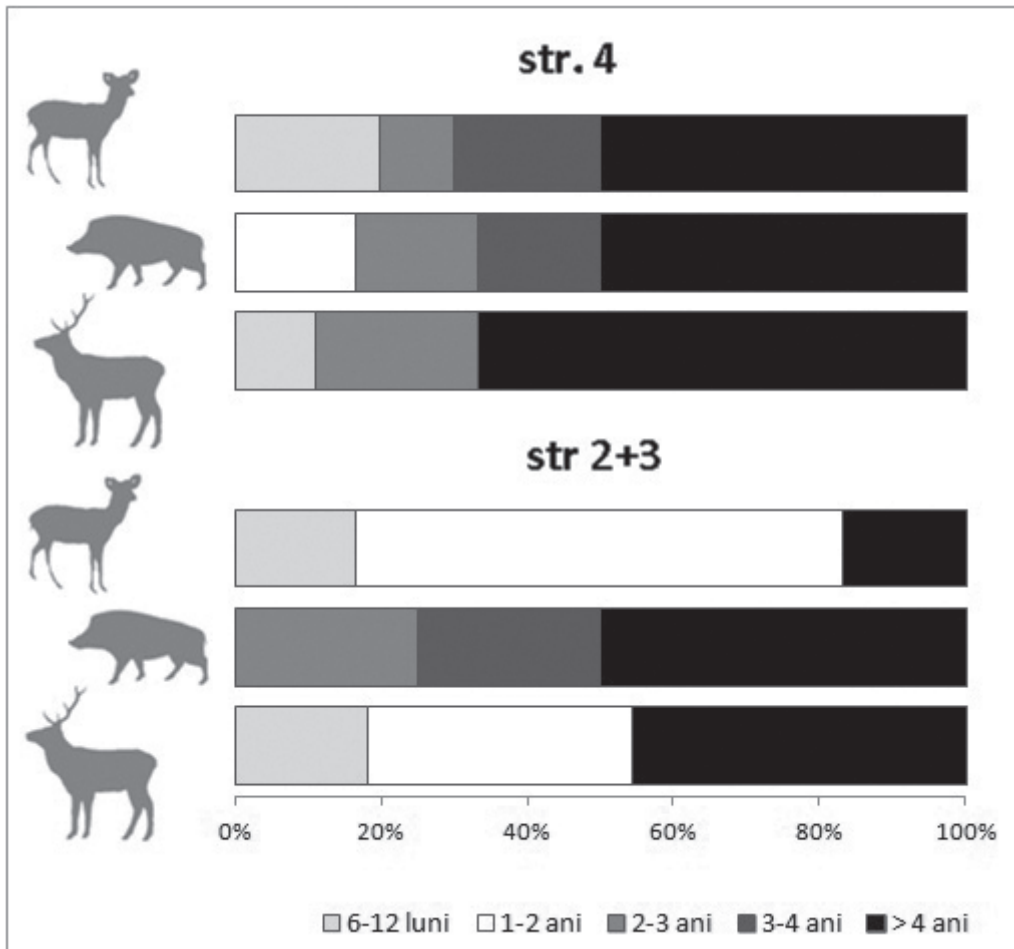 str. 4
str 2+3
0% 20% 40% 60% 80% 100%
6-12 luni 1-2 ani 2-3 ani 3-4 ani >4 ani